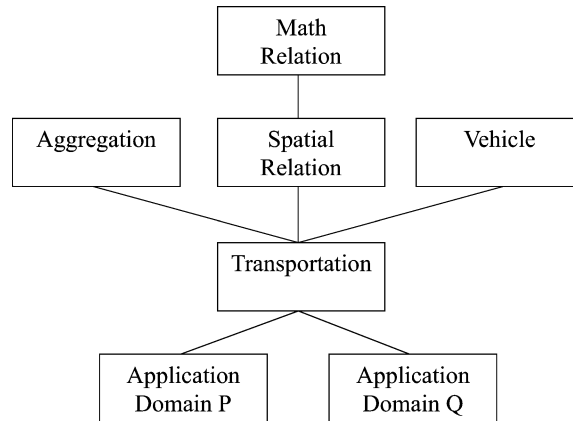 Math
Relation
Aggregation
Spatial
Relation
Vehicle
Transportation
Application
Domain P
Application
Domain Q